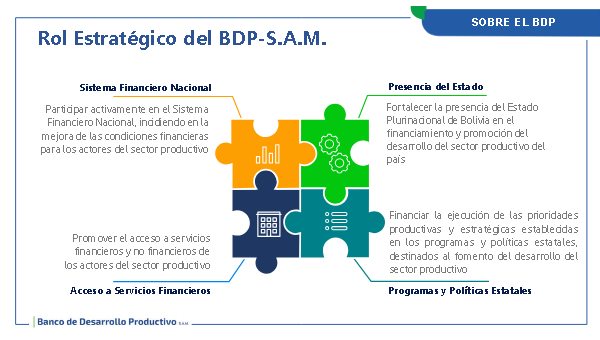 SOBRE EL BDP
Rol Estratégico del BDP-S.A.M.
Sistema Financiero Nacional
Participar activamente en el Sistema
Financiero Nacional, incidiendo en la
mejora de las condiciones financieras
para los actores del sector productivo
Presencia del Estado
Fortalecer la presencia del Estado
Plurinacional de Bolivia en el
financiamiento y promoción del
desarrollo del sector productivo del
país
Promover el acceso a servicios
financieros y no financieros de
los actores del sector productivo
Acceso a Servicios Financieros
Financiar la ejecución de las prioridades
productivas y estratégicas establecidas
en los programas y políticas estatales,
destinados al fomento del desarrollo del
sector productivo
Programas y Políticas Estatales
Banco de Desarrollo Productivo S.A.M.